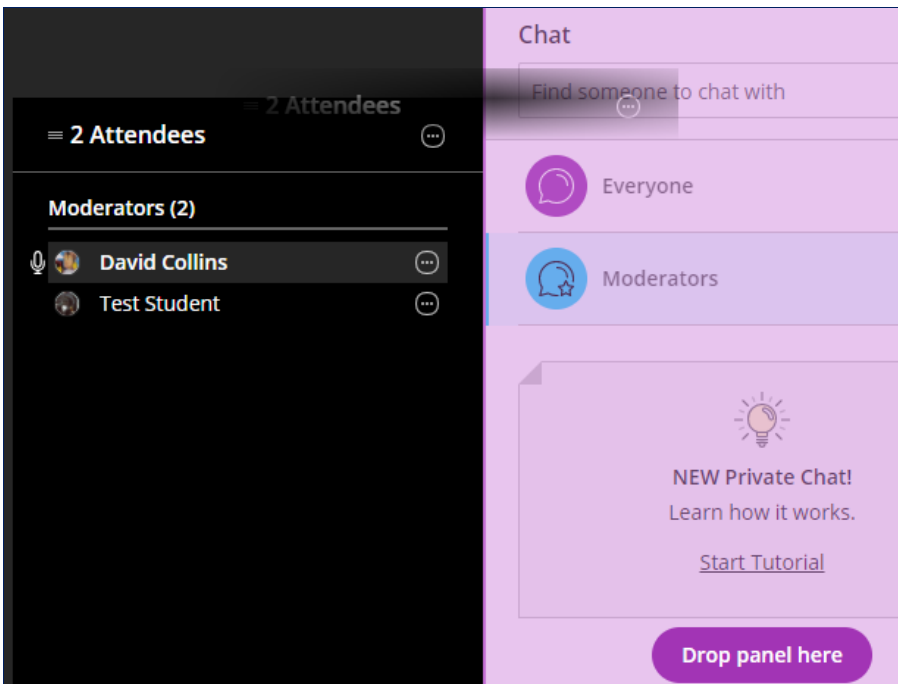 Chat
Find someone to chat with
2 Attendees
2 Attendees
Moderators (2)
David Collins
Test Student
Everyone
Moderators
NEW Private Chat!
Learn how it works.
Start Tutorial
Drop panel here